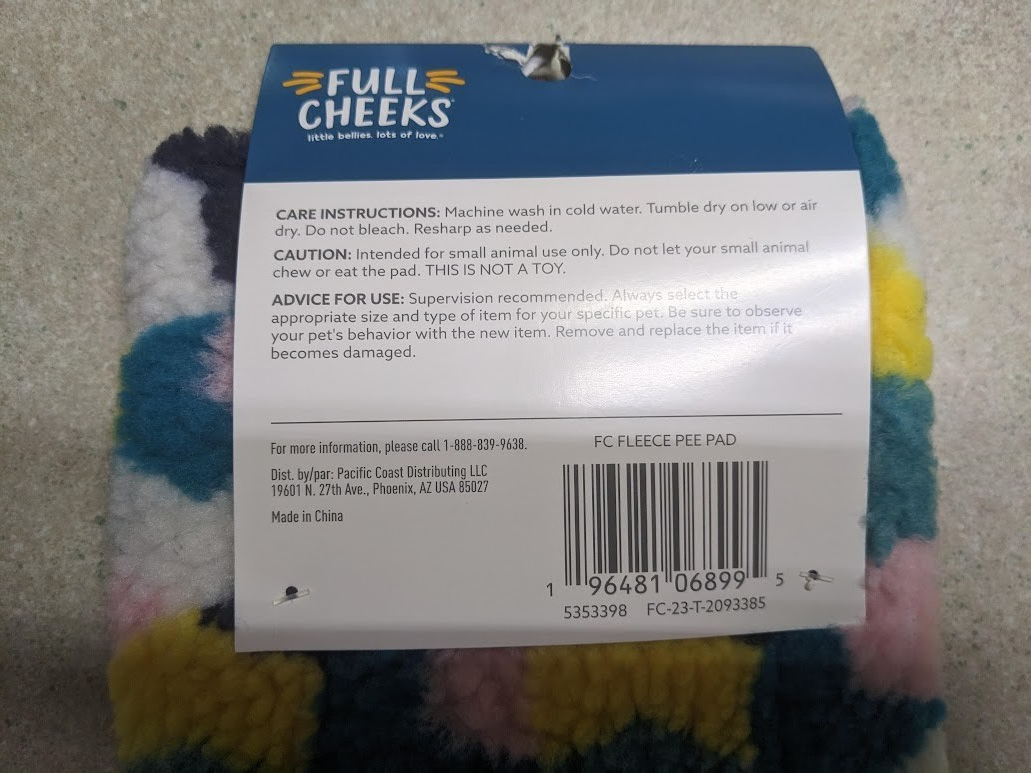 FULL
CHEEKS
little bellies. lots of love.
CARE INSTRUCTIONS: Machine wash in cold water. Tumble dry on low or air
dry. Do not bleach. Resharp as needed.
CAUTION: Intended for small animal use only. Do not let your small animal
chew or eat the pad. THIS IS NOT A TOY.
ADVICE FOR USE: Supervision recommended. Always select the
appropriate size and type of item for your specific pet. Be sure to observe
your pet's behavior with the new item. Remove and replace the item if it
becomes damaged.
For more information, please call 1-888-839-9638.
Dist. by/par: Pacific Coast Distributing LLC
19601 N. 27th Ave., Phoenix, AZ USA 85027
Made in China
FC FLEECE PEE PAD
1 96481 06899 5
5353398 FC-23-T-2093385